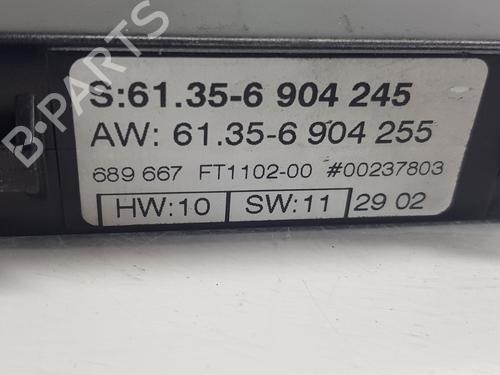 S:61.35-6 904 245
AW: 61.35-6 904 255
689 667 FT1102-00 #00237803
HW:10 SW:11 29 02
B-Parts